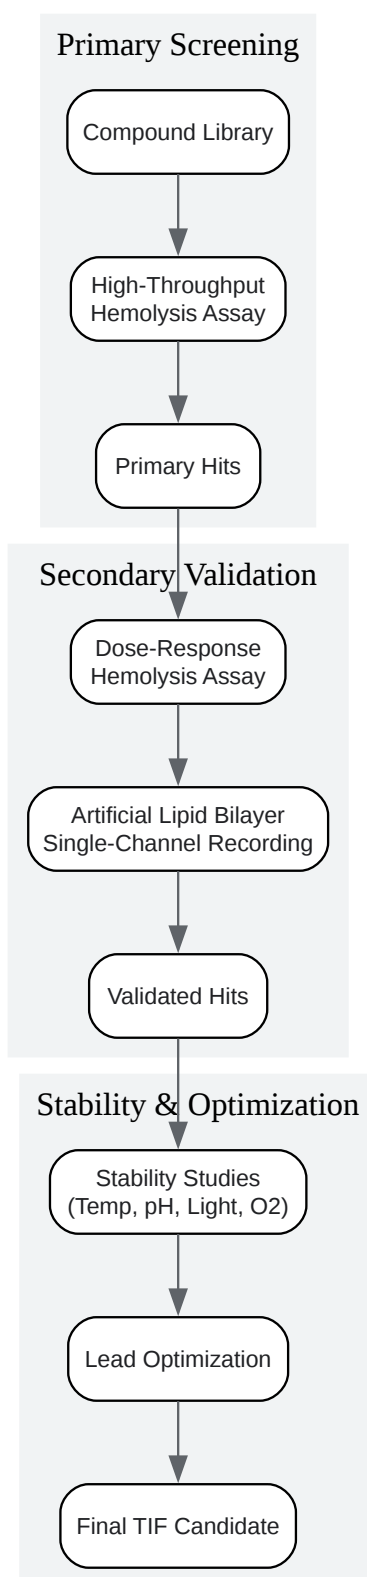 Primary Screening
Compound Library
High-Throughput
Hemolysis Assay
Primary Hits
Secondary Validation
Dose-Response
Hemolysis Assay
Artificial Lipid Bilayer
Single-Channel Recording
Validated Hits
Stability & Optimization
Stability Studies
(Temp, pH, Light, O2)
Lead Optimization
Final TIF Candidate